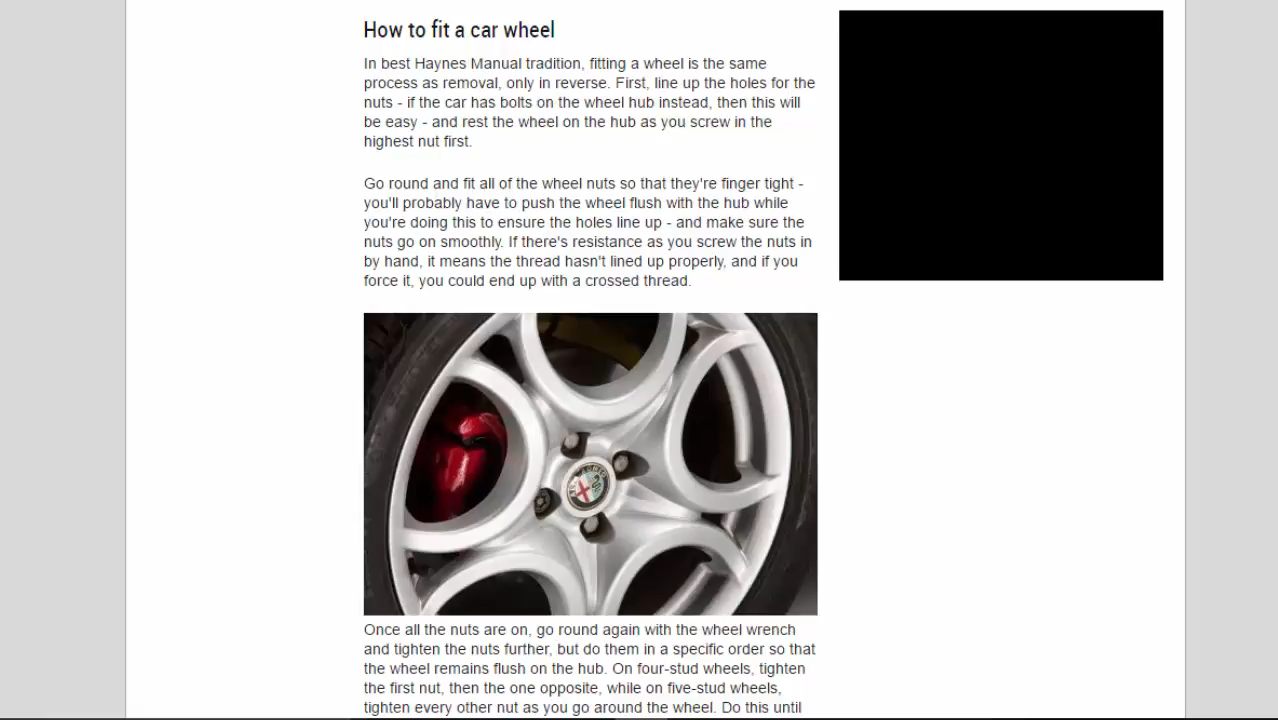 How to fit a car wheel
In best Haynes Manual tradition, fitting a wheel is the same
process as removal, only in reverse. First, line up the holes for the
nuts - if the car has bolts on the wheel hub instead, then this will
be easy - and rest the wheel on the hub as you screw in the
highest nut first.
Go round and fit all of the wheel nuts so that they're finger tight -
you'll probably have to push the wheel flush with the hub while
you're doing this to ensure the holes line up - and make sure the
nuts go on smoothly. If there's resistance as you screw the nuts in
by hand, it means the thread hasn't lined up properly, and if you
force it, you could end up with a crossed thread.
Once all the nuts are on, go round again with the wheel wrench
and tighten the nuts further, but do them in a specific order so that
the wheel remains flush on the hub. On four-stud wheels, tighten
the first nut, then the one opposite, while on five-stud wheels,
tighten every other nut as you go around the wheel. Do this until